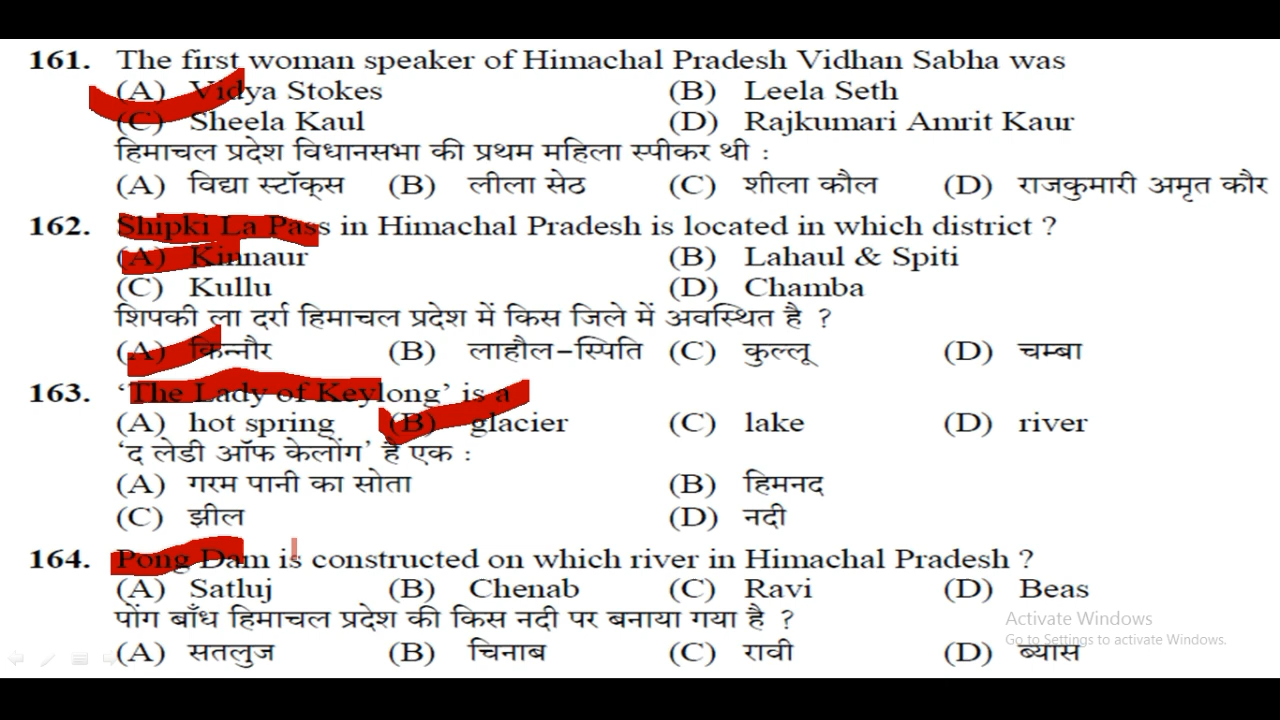 161. The first woman speaker of Himachal Pradesh Vidhan Sabha was
(A) Vidya Stokes (B) Leela Seth
(C) Sheela Kaul (D) Rajkumari Amrit Kaur
हिमाचल प्रदेश विधानसभा की प्रथम महिला स्पीकर थी :
(A) विद्या स्टॉक्स (B) लीला सेठ (C) शीला कौल (D) राजकुमारी अमृत कौर
162. Shipki La Pass in Himachal Pradesh is located in which district ?
(A) Kinnaur (B) Lahaul & Spiti
(C) Kullu (D) Chamba
शिपकी ला दर्रा हिमाचल प्रदेश में किस जिले में अवस्थित है ?
(A) किन्नौर (B) लाहौल-स्पिति (C) कुल्लू (D) चम्बा
163. ‘The Lady of Keylong’ is a
(A) hot spring (B) glacier (C) lake (D) river
‘द लेडी ऑफ केलोंग’ है एक :
(A) गरम पानी का सोता (B) हिमनद
(C) झील (D) नदी
164. Pong Dam is constructed on which river in Himachal Pradesh ?
(A) Satluj (B) Chenab (C) Ravi (D) Beas
पोंग बाँध हिमाचल प्रदेश की किस नदी पर बनाया गया है ?
(A) सतलुज (B) चिनाब (C) रावी (D) ब्यास
Activate Windows
Go to Settings to activate Windows.